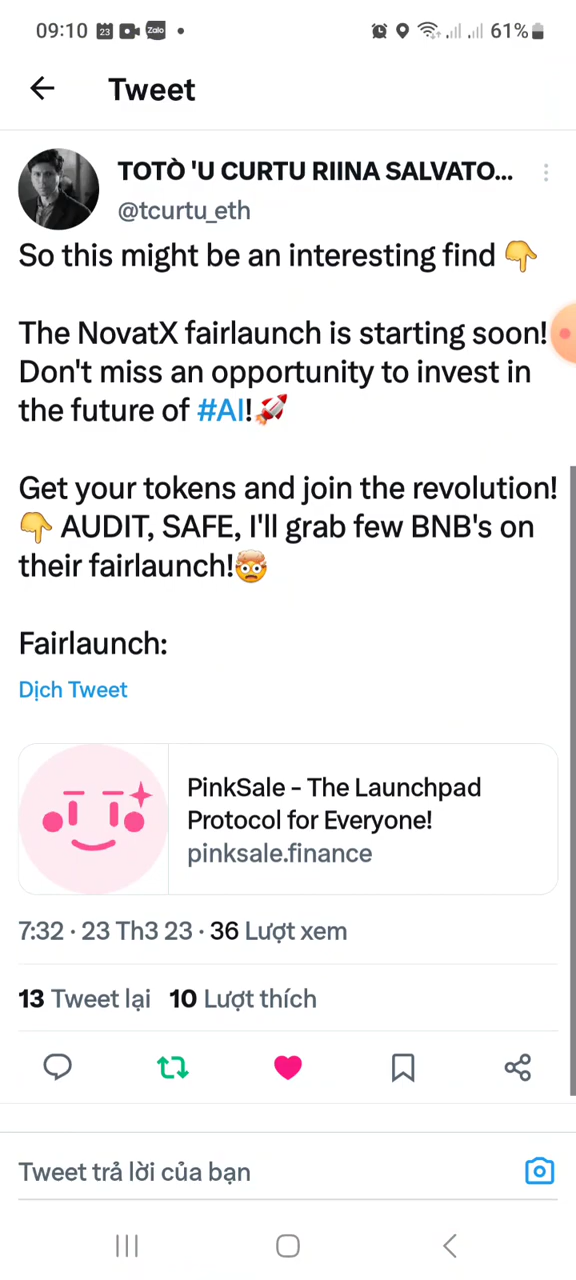 09:10 23 Zalo 61%
Tweet
TOTÒ 'U CURTU RIINA SALVATO...
@tcurtu_eth
So this might be an interesting find 👇
The NovatX fairlaunch is starting soon!
Don't miss an opportunity to invest in
the future of #AI!🚀
Get your tokens and join the revolution!
👇 AUDIT, SAFE, I'll grab few BNB's on
their fairlaunch!🤯
Fairlaunch:
Dịch Tweet
PinkSale - The Launchpad
Protocol for Everyone!
pinksale.finance
7:32 · 23 Th3 23 · 36 Lượt xem
13 Tweet lại 10 Lượt thích
Tweet trả lời của bạn